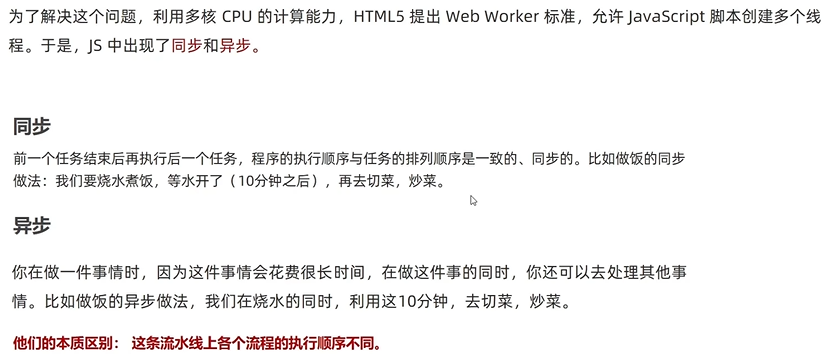 为了解决这个问题，利用多核 CPU 的计算能力，HTML5 提出 Web Worker 标准，允许 JavaScript 脚本创建多个线
程。于是，JS 中出现了同步和异步。
同步
前一个任务结束后再执行后一个任务，程序的执行顺序与任务的排列顺序是一致的、同步的。比如做饭的同步
做法：我们要烧水煮饭，等水开了（10分钟之后），再去切菜，炒菜。
异步
你在做一件事情时，因为这件事情会花费很长时间，在做这件事的同时，你还可以去处理其他事
情。比如做饭的异步做法，我们在烧水的同时，利用这10分钟，去切菜，炒菜。
他们的本质区别： 这条流水线上各个流程的执行顺序不同。